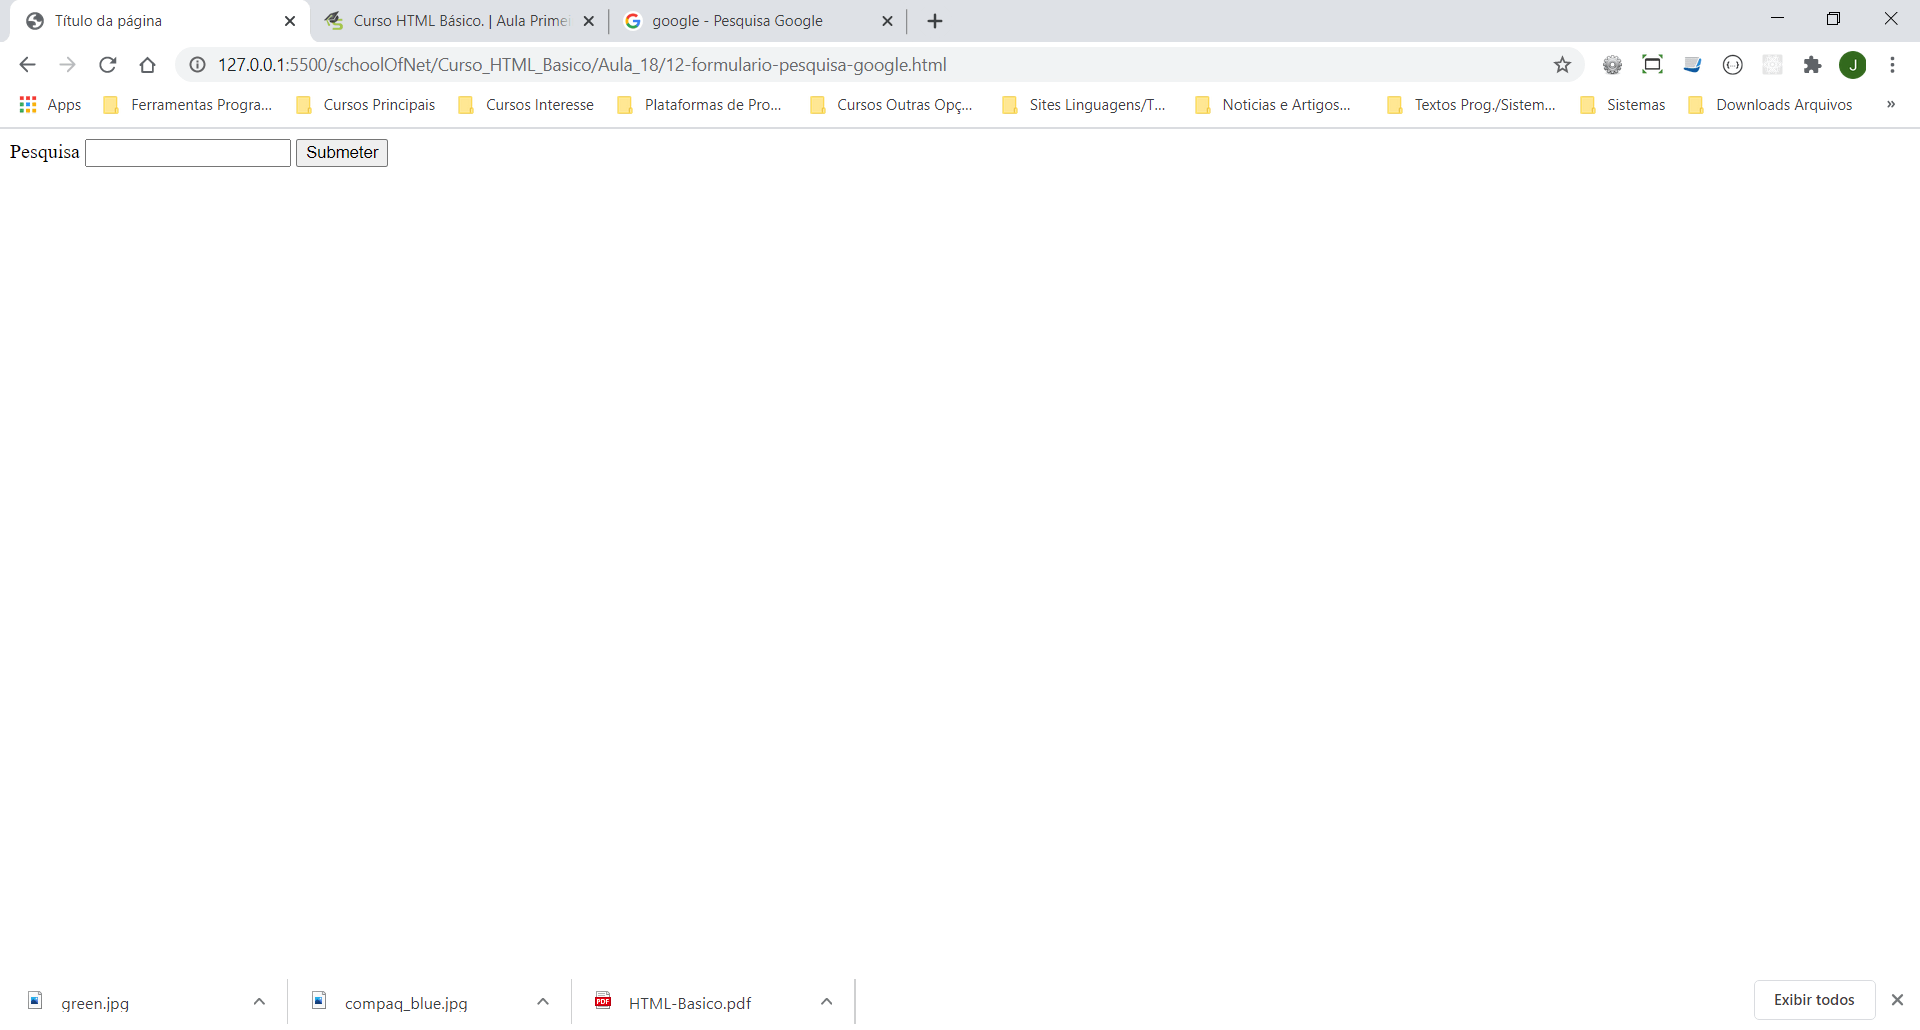 Título da página
Curso HTML Básico. | Aula Primei
google - Pesquisa Google
127.0.0.1:5500/schoolOfNet/Curso_HTML_Basico/Aula_18/12-formulario-pesquisa-google.html
J
Apps
Ferramentas Progra...
Cursos Principais
Cursos Interesse
Plataformas de Pro...
Cursos Outras Opç...
Sites Linguagens/T...
Noticias e Artigos...
Textos Prog./Sistem...
Sistemas
Downloads Arquivos
»
Pesquisa
Submeter
green.jpg
compaq_blue.jpg
PDF
HTML-Basico.pdf
Exibir todos